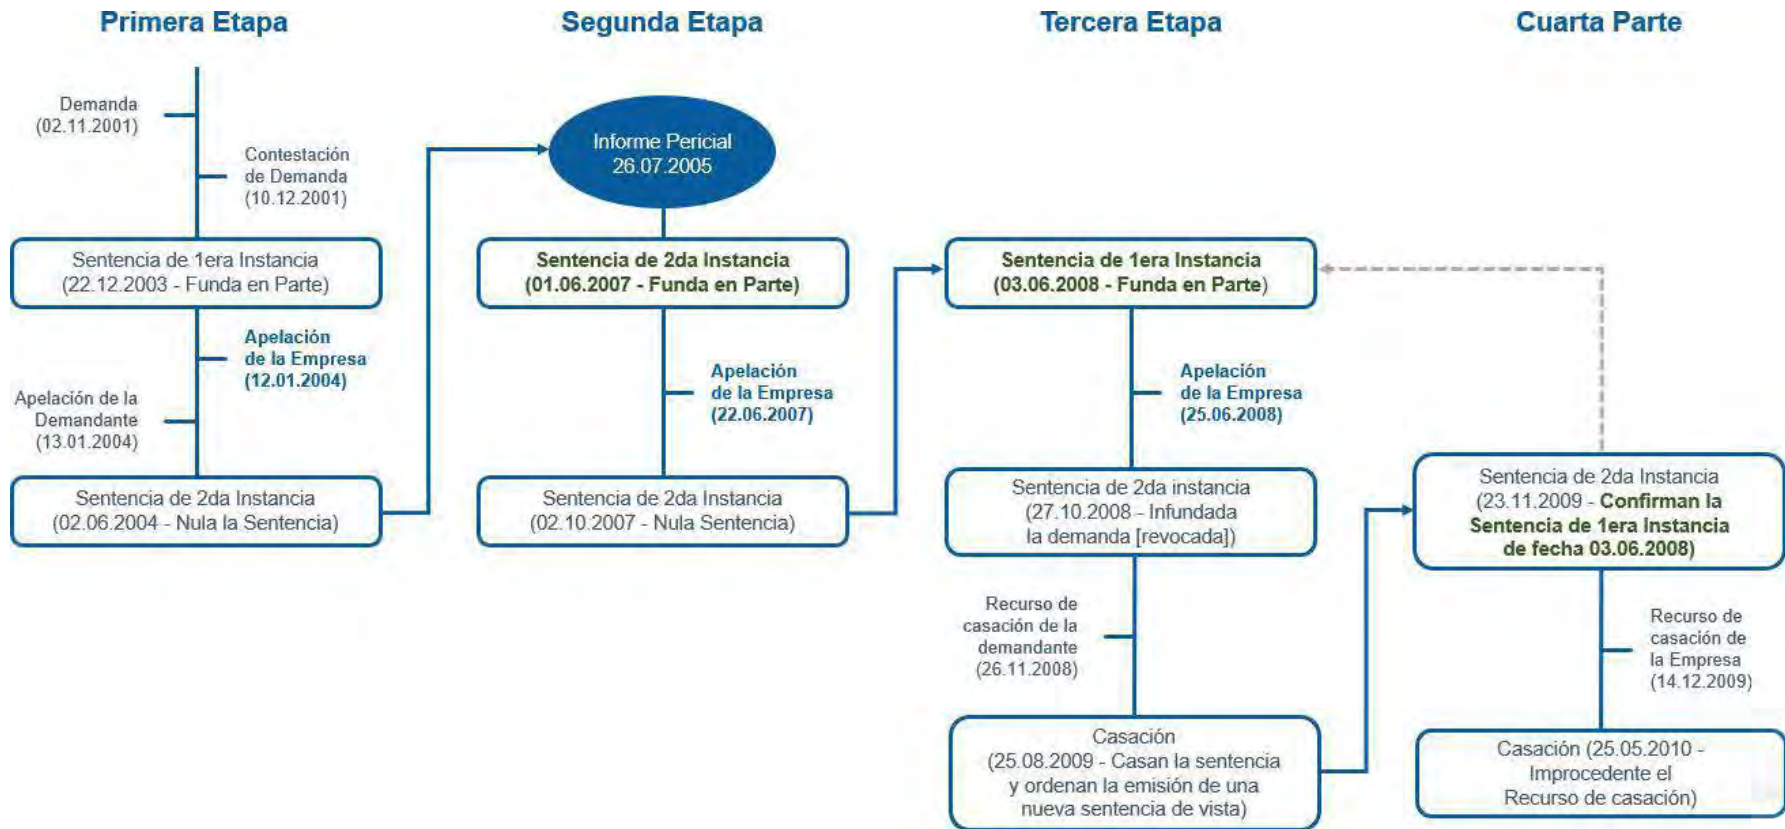 Primera Etapa
Demanda
(02.11.2001)
Contestación
de Demanda
(10.12.2001)
Sentencia de 1era Instancia
(22.12.2003 - Funda en Parte)
Apelación
de la Empresa
(12.01.2004)
Apelación de la
Demandante
(13.01.2004)
Sentencia de 2da Instancia
(02.06.2004 - Nula la Sentencia)
Segunda Etapa
Informe Pericial
26.07.2005
Sentencia de 2da Instancia
(01.06.2007 - Funda en Parte)
Apelación
de la Empresa
(22.06.2007)
Sentencia de 2da Instancia
(02.10.2007 - Nula Sentencia)
Tercera Etapa
Sentencia de 1era Instancia
(03.06.2008 - Funda en Parte)
Apelación
de la Empresa
(25.06.2008)
Sentencia de 2da instancia
(27.10.2008 - Infundada
la demanda [revocada])
Recurso de
casación de la
demandante
(26.11.2008)
Casación
(25.08.2009 - Casan la sentencia
y ordenan la emisión de una
nueva sentencia de vista)
Cuarta Parte
Sentencia de 2da Instancia
(23.11.2009 - Confirman la
Sentencia de 1era Instancia
de fecha 03.06.2008)
Recurso de
casación de
la Empresa
(14.12.2009)
Casación (25.05.2010 -
Improcedente el
Recurso de casación)